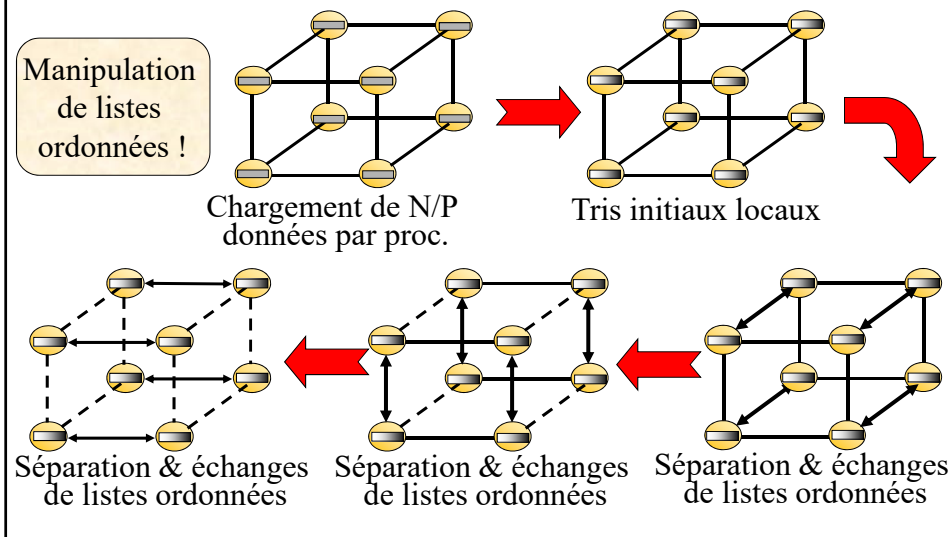 Manipulation
de listes
ordonnées !
Chargement de N/P
données par proc.
Tris initiaux locaux
Séparation & échanges
de listes ordonnées
Séparation & échanges
de listes ordonnées
Séparation & échanges
de listes ordonnées